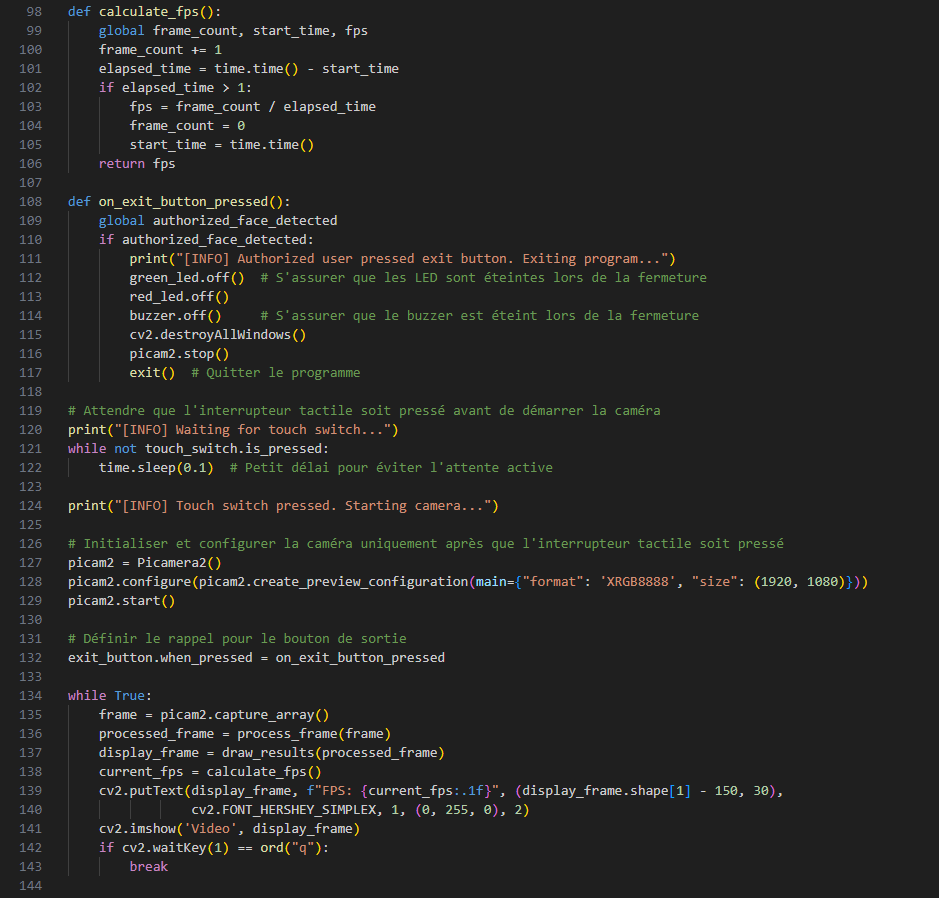 98 def calculate_fps():
99     global frame_count, start_time, fps
100     frame_count += 1
101     elapsed_time = time.time() - start_time
102     if elapsed_time > 1:
103         fps = frame_count / elapsed_time
104         frame_count = 0
105         start_time = time.time()
106     return fps
107
108 def on_exit_button_pressed():
109     global authorized_face_detected
110     if authorized_face_detected:
111         print("[INFO] Authorized user pressed exit button. Exiting program...")
112         green_led.off()  # S'assurer que les LED sont éteintes lors de la fermeture
113         red_led.off()
114         buzzer.off()     # S'assurer que le buzzer est éteint lors de la fermeture
115         cv2.destroyAllWindows()
116         picam2.stop()
117         exit()  # Quitter le programme
118
119 # Attendre que l'interrupteur tactile soit pressé avant de démarrer la caméra
120 print("[INFO] Waiting for touch switch...")
121 while not touch_switch.is_pressed:
122     time.sleep(0.1)  # Petit délai pour éviter l'attente active
123
124 print("[INFO] Touch switch pressed. Starting camera...")
125
126 # Initialiser et configurer la caméra uniquement après que l'interrupteur tactile soit pressé
127 picam2 = Picamera2()
128 picam2.configure(picam2.create_preview_configuration(main={"format": 'XRGB8888', "size": (1920, 1080)}))
129 picam2.start()
130
131 # Définir le rappel pour le bouton de sortie
132 exit_button.when_pressed = on_exit_button_pressed
133
134 while True:
135     frame = picam2.capture_array()
136     processed_frame = process_frame(frame)
137     display_frame = draw_results(processed_frame)
138     current_fps = calculate_fps()
139     cv2.putText(display_frame, f"FPS: {current_fps:.1f}", (display_frame.shape[1] - 150, 30),
140                 cv2.FONT_HERSHEY_SIMPLEX, 1, (0, 255, 0), 2)
141     cv2.imshow('Video', display_frame)
142     if cv2.waitKey(1) == ord("q"):
143         break
144